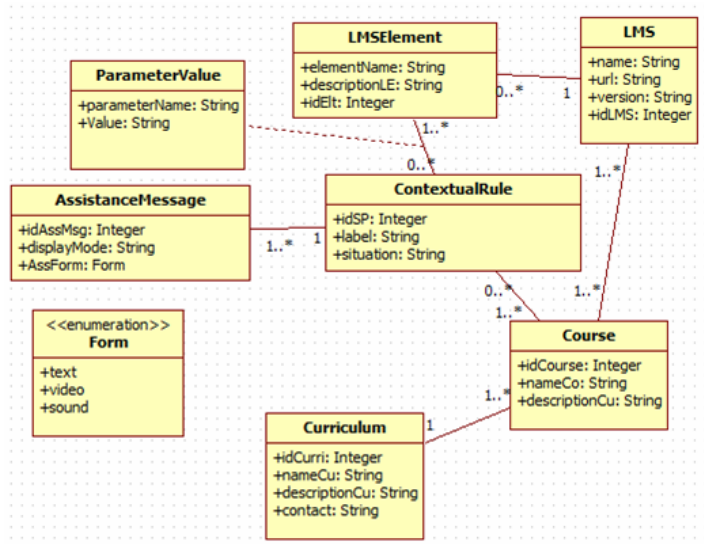 LMSElement
+elementName: String
+descriptionLE: String
+idElt: Integer
LMS
+name: String
+url: String
+version: String
+idLMS: Integer
0..*
1
ParameterValue
+parameterName: String
+Value: String
1..*
0..*
1..*
AssistanceMessage
+idAssMsg: Integer
+displayMode: String
+AssForm: Form
1..*
1
ContextualRule
+idSP: Integer
+label: String
+situation: String
0..*
1..*
1..*
<<enumeration>>
Form
+text
+video
+sound
Course
+idCourse: Integer
+nameCo: String
+descriptionCu: String
1..*
1
Curriculum
+idCurri: Integer
+nameCu: String
+descriptionCu: String
+contact: String